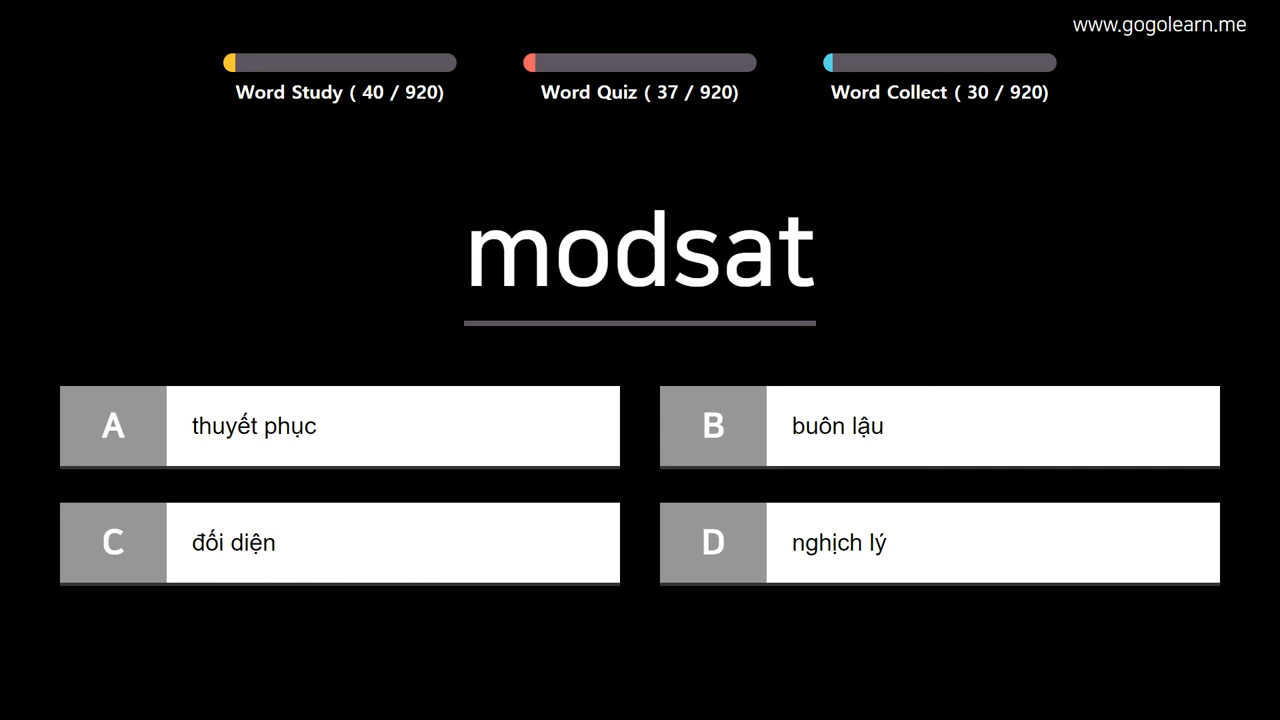 www.gogolearn.me
Word Study ( 40 / 920)
Word Quiz ( 37 / 920)
Word Collect ( 30 / 920)
modsat
A
thuyết phục
B
buôn lậu
C
đối diện
D
nghịch lý